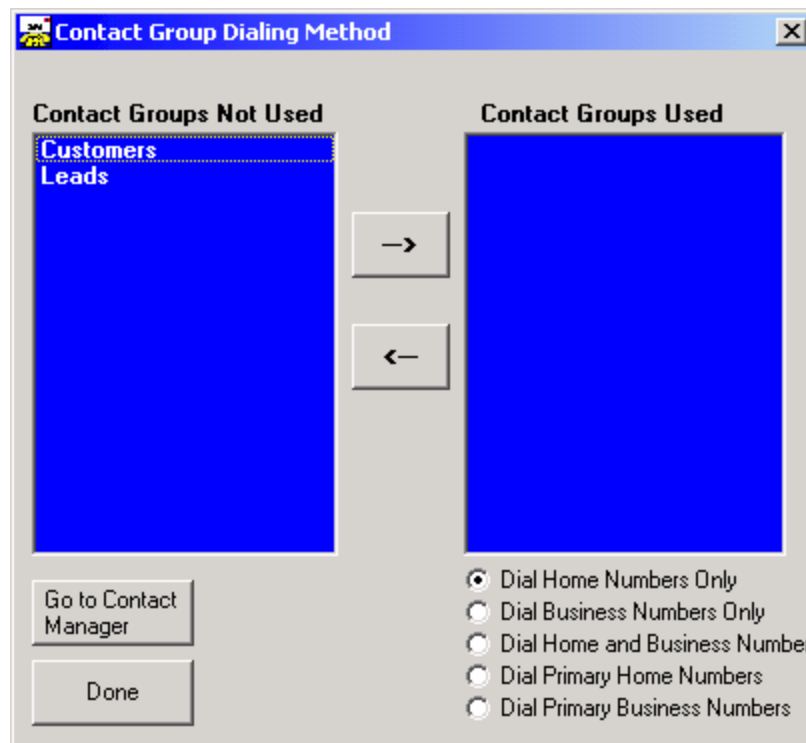 Contact Group Dialing Method
Contact Groups Not Used
Contact Groups Used
Customers
Leads
—>
<—
Go to Contact
Manager
Done
Dial Home Numbers Only
Dial Business Numbers Only
Dial Home and Business Number
Dial Primary Home Numbers
Dial Primary Business Numbers